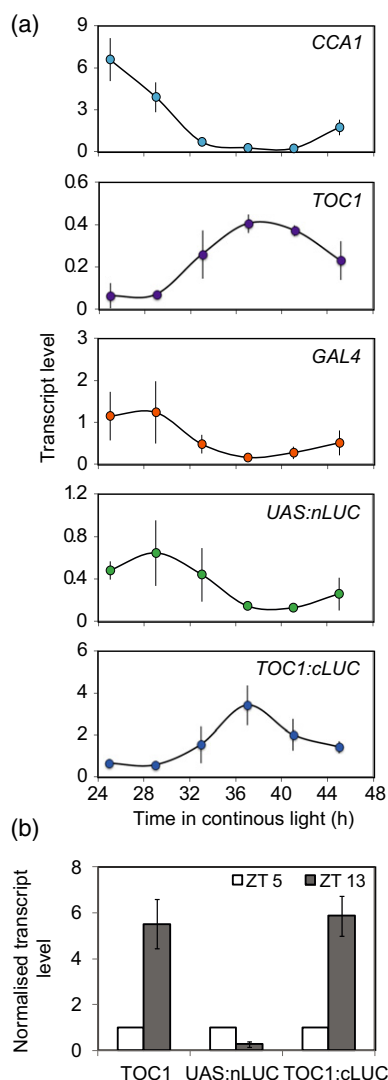 (a)
CCA1
9
6
3
0
TOC1
0.6
0.4
0.2
0
GAL4
3
2
1
0
Transcript level
UAS:nLUC
1.2
0.8
0.4
0
TOC1:cLUC
6
4
2
0
24 28 32 36 40 44 48
Time in continous light (h)
(b)
ZT 5 ZT 13
8
6
4
2
0
Normalised transcript
level
TOC1 UAS:nLUC TOC1:cLUC